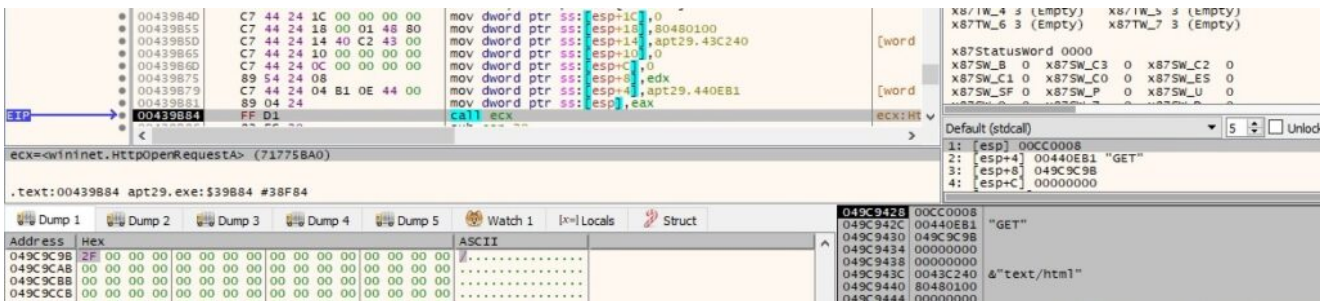 00439B4D C7 44 24 1C 00 00 00 00 mov dword ptr ss:[esp+1C],0
00439B55 C7 44 24 18 00 01 48 80 mov dword ptr ss:[esp+18],80480100
00439B5D C7 44 24 14 40 C2 43 00 mov dword ptr ss:[esp+14],apt29.43C240 [word
00439B65 C7 44 24 10 00 00 00 00 mov dword ptr ss:[esp+10],0
00439B6D C7 44 24 0C 00 00 00 00 mov dword ptr ss:[esp+C],0
00439B75 89 54 24 08 mov dword ptr ss:[esp+8],edx
00439B79 C7 44 24 04 B1 0E 44 00 mov dword ptr ss:[esp+4],apt29.440EB1 [word
00439B81 89 04 24 mov dword ptr ss:[esp],eax
EIP 00439B84 FF D1 call ecx ecx:Ht
ecx=<wininet.HttpOpenRequestA> (71775BA0)
.text:00439B84 apt29.exe:$39B84 #38F84
x87TW_4 3 (Empty) x87TW_5 3 (Empty)
x87TW_6 3 (Empty) x87TW_7 3 (Empty)
x87StatusWord 0000
x87SW_B 0 x87SW_C3 0 x87SW_C2 0
x87SW_C1 0 x87SW_C0 0 x87SW_ES 0
x87SW_SF 0 x87SW_P 0 x87SW_U 0
Default (stdcall) 5 Unlock
1: [esp] 00CC0008
2: [esp+4] 00440EB1 "GET"
3: [esp+8] 049C9C9B
4: [esp+C] 00000000
Dump 1 Dump 2 Dump 3 Dump 4 Dump 5 Watch 1 [x=] Locals Struct
Address Hex ASCII
049C9C9B 2F 00 00 00 00 00 00 00 00 00 00 00 00 00 00 00 /...............
049C9CAB 00 00 00 00 00 00 00 00 00 00 00 00 00 00 00 00 ................
049C9CBB 00 00 00 00 00 00 00 00 00 00 00 00 00 00 00 00 ................
049C9CCB 00 00 00 00 00 00 00 00 00 00 00 00 00 00 00 00 ................
049C9428 00CC0008
049C942C 00440EB1 "GET"
049C9430 049C9C9B
049C9434 00000000
049C9438 00000000
049C943C 0043C240 &"text/html"
049C9440 80480100
049C9444 00000000